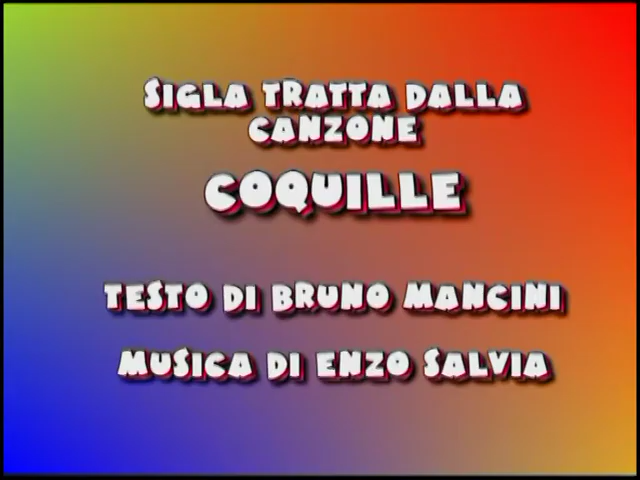 SIGLA TRATTA DALLA
CANZONE
COQUILLE
TESTO DI BRUNO MANCINI
MUSICA DI ENZO SALVIA